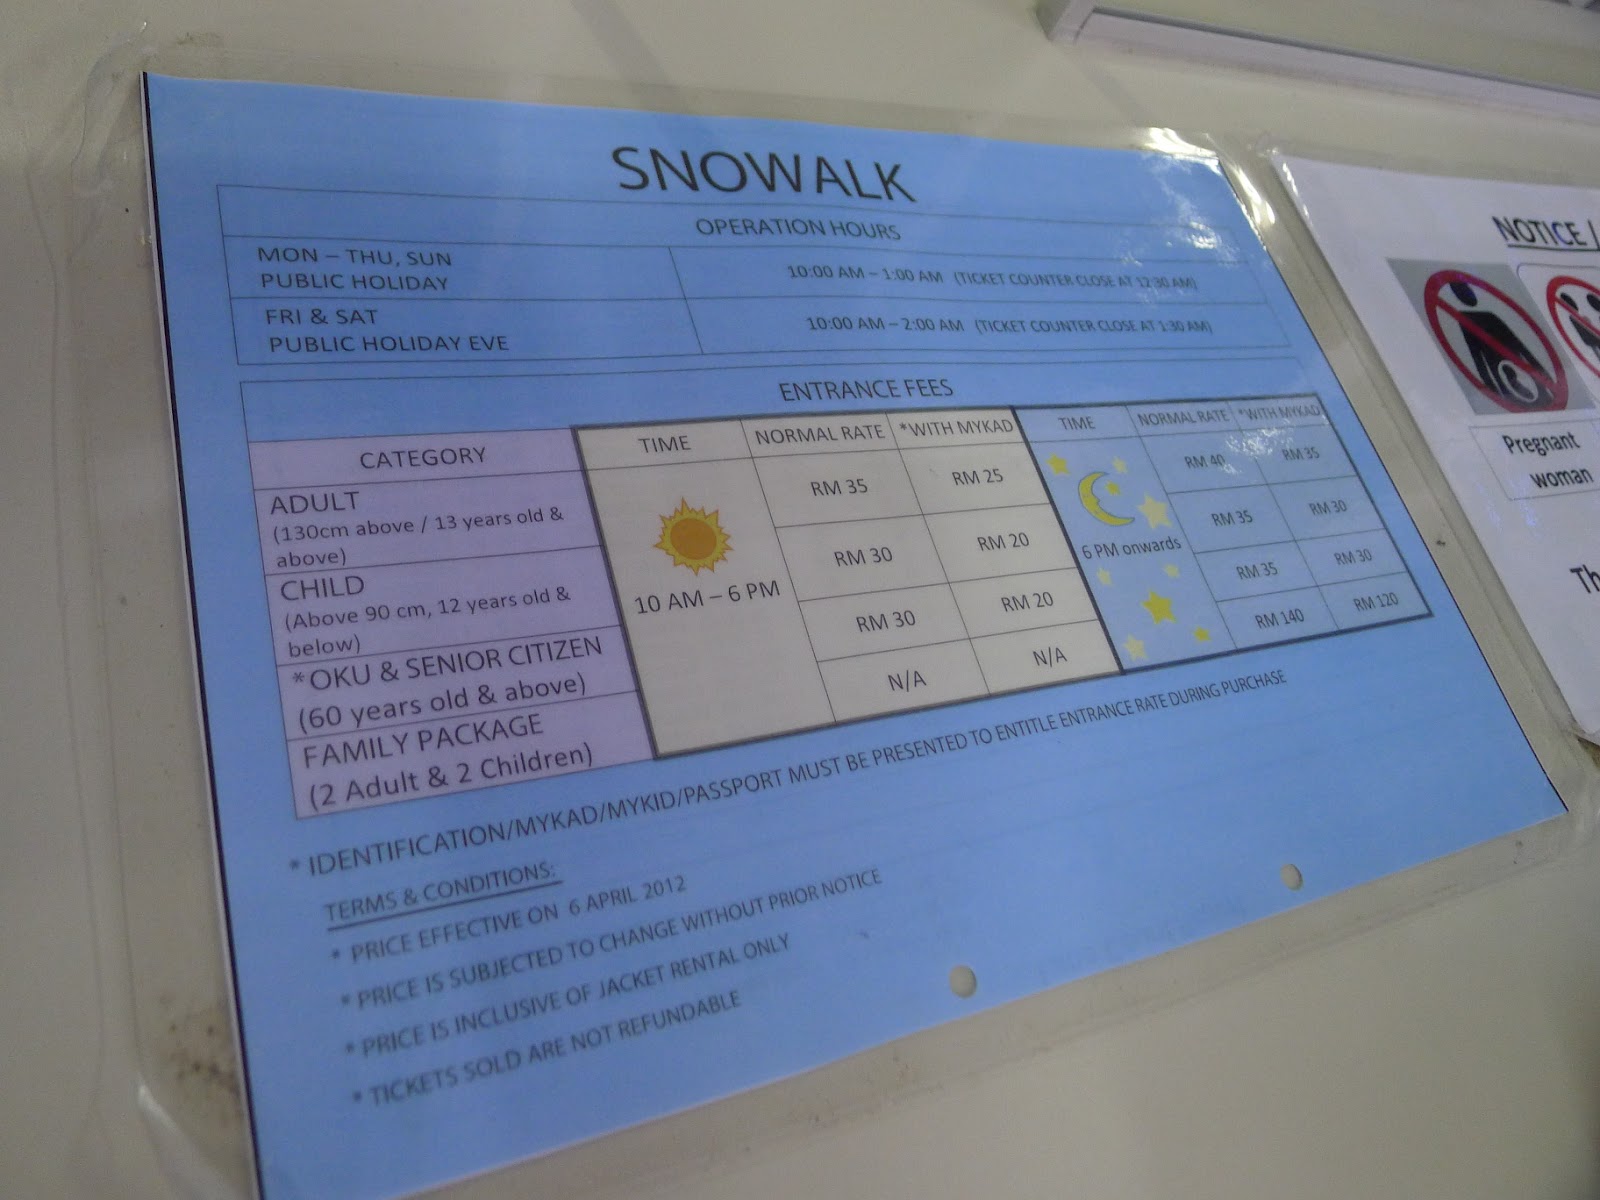 SNOWALK
OPERATION HOURS
MON – THU, SUN
PUBLIC HOLIDAY
10:00 AM – 1:00 AM (TICKET COUNTER CLOSE AT 12:30 AM)
FRI & SAT
PUBLIC HOLIDAY EVE
10:00 AM – 2:00 AM (TICKET COUNTER CLOSE AT 1:30 AM)
ENTRANCE FEES
CATEGORY TIME NORMAL RATE *WITH MYKAD TIME NORMAL RATE *WITH MYKAD
ADULT
(130cm above / 13 years old &
above)
RM 35 RM 25 RM 40 RM 35
CHILD
(Above 90 cm, 12 years old &
below)
10 AM – 6 PM
RM 30 RM 20
6 PM onwards
RM 35 RM 30
*OKU & SENIOR CITIZEN
(60 years old & above)
RM 30 RM 20 RM 35 RM 30
FAMILY PACKAGE
(2 Adult & 2 Children)
N/A N/A RM 140 RM 120
* IDENTIFICATION/MYKAD/MYKID/PASSPORT MUST BE PRESENTED TO ENTITLE ENTRANCE RATE DURING PURCHASE
TERMS & CONDITIONS:
* PRICE EFFECTIVE ON 6 APRIL 2012
* PRICE IS SUBJECTED TO CHANGE WITHOUT PRIOR NOTICE
* PRICE IS INCLUSIVE OF JACKET RENTAL ONLY
* TICKETS SOLD ARE NOT REFUNDABLE
NOTICE /
Pregnant
woman
Th